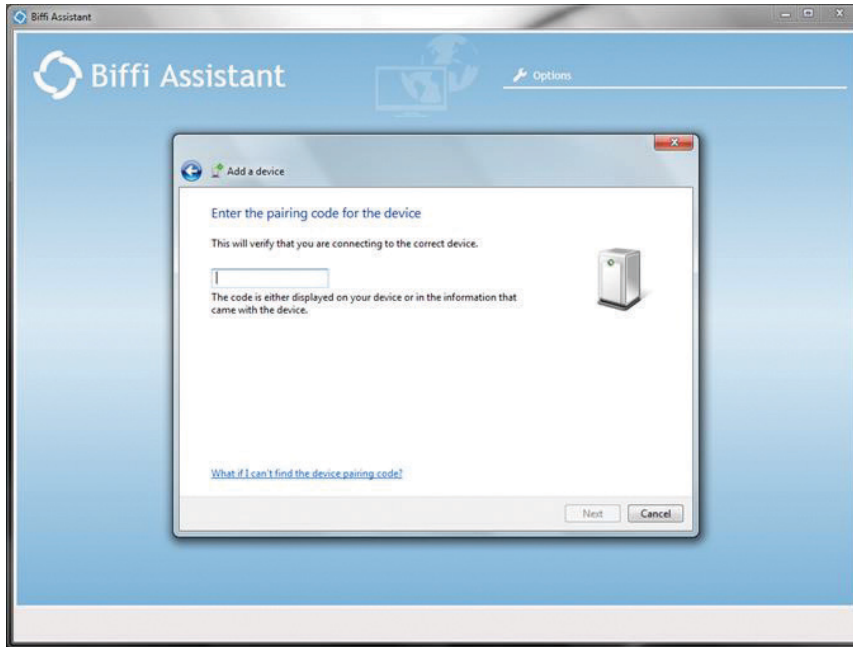 Biffi Assistant
Biffi Assistant
Options
Add a device
Enter the pairing code for the device
This will verify that you are connecting to the correct device.
The code is either displayed on your device or in the information that
came with the device.
What if I can't find the device pairing code?
Next Cancel